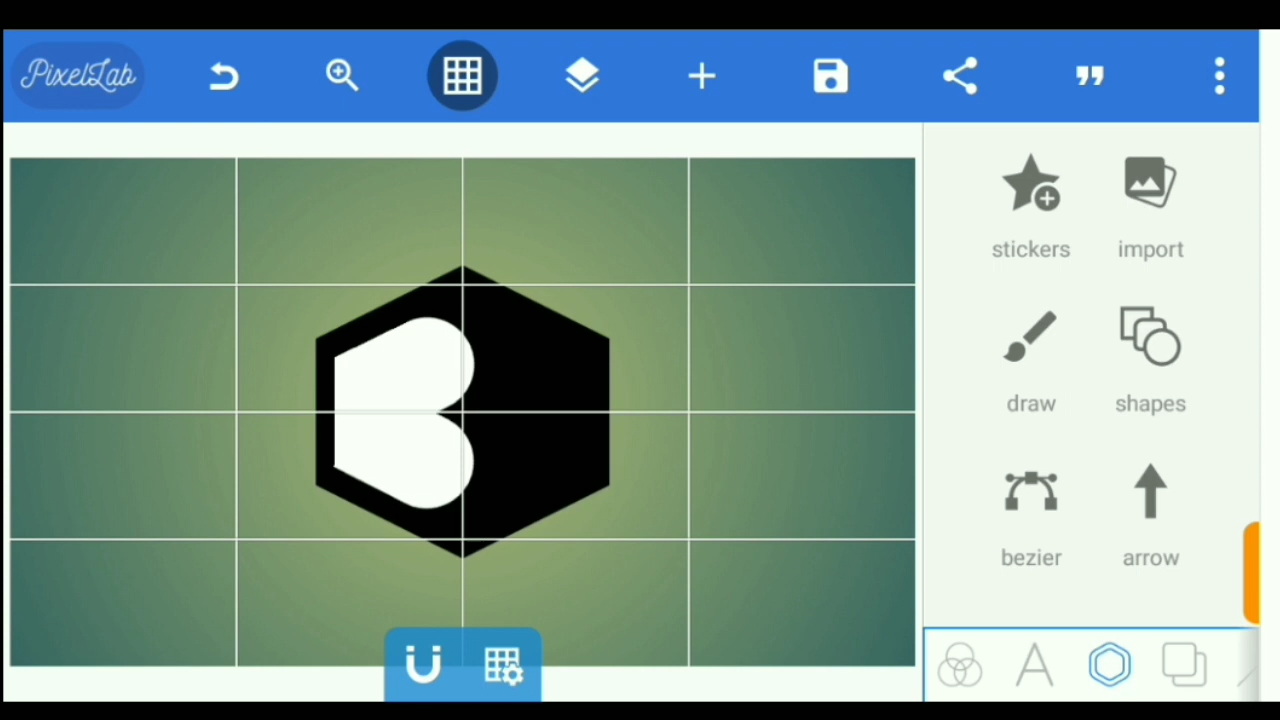 PixelLab
stickers
import
draw
shapes
bezier
arrow